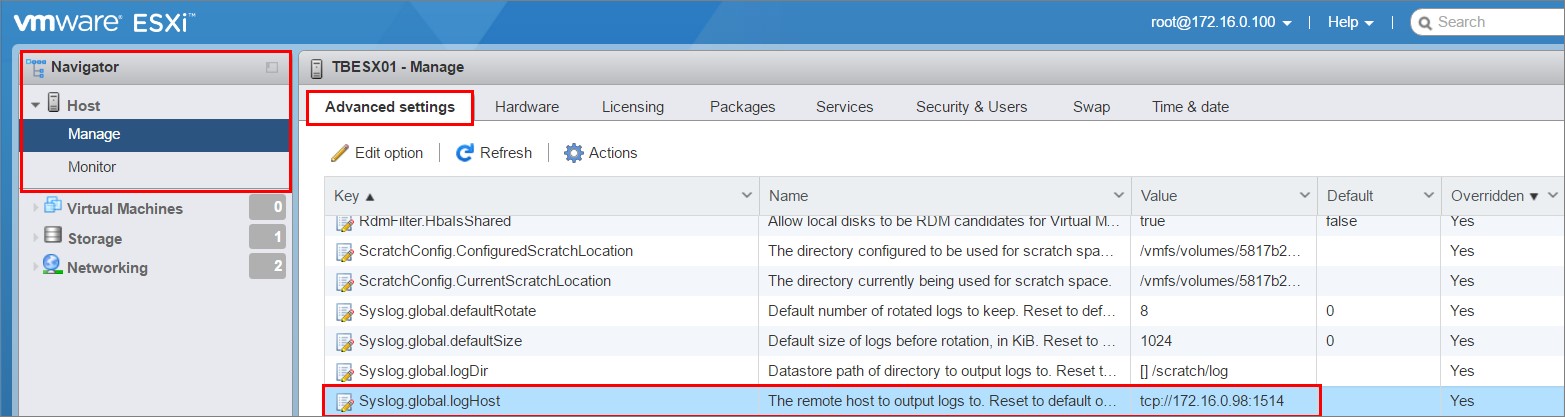 vmware® ESXi™
root@172.16.0.100 | Help | Search
Navigator
Host
Manage
Monitor
Virtual Machines 0
Storage 1
Networking 2
TBESX01 - Manage
Advanced settings Hardware Licensing Packages Services Security & Users Swap Time & date
Edit option | Refresh | Actions
Key Name Value Default Overridden
RdmFilter.HbaIsShared Allow local disks to be RDM candidates for Virtual M... true false Yes
ScratchConfig.ConfiguredScratchLocation The directory configured to be used for scratch spa... /vmfs/volumes/5817b2... Yes
ScratchConfig.CurrentScratchLocation The directory currently being used for scratch space. /vmfs/volumes/5817b2... Yes
Syslog.global.defaultRotate Default number of rotated logs to keep. Reset to def... 8 0 Yes
Syslog.global.defaultSize Default size of logs before rotation, in KiB. Reset to ... 1024 0 Yes
Syslog.global.logDir Datastore path of directory to output logs to. Reset t... [] /scratch/log Yes
Syslog.global.logHost The remote host to output logs to. Reset to default o... tcp://172.16.0.98:1514 Yes